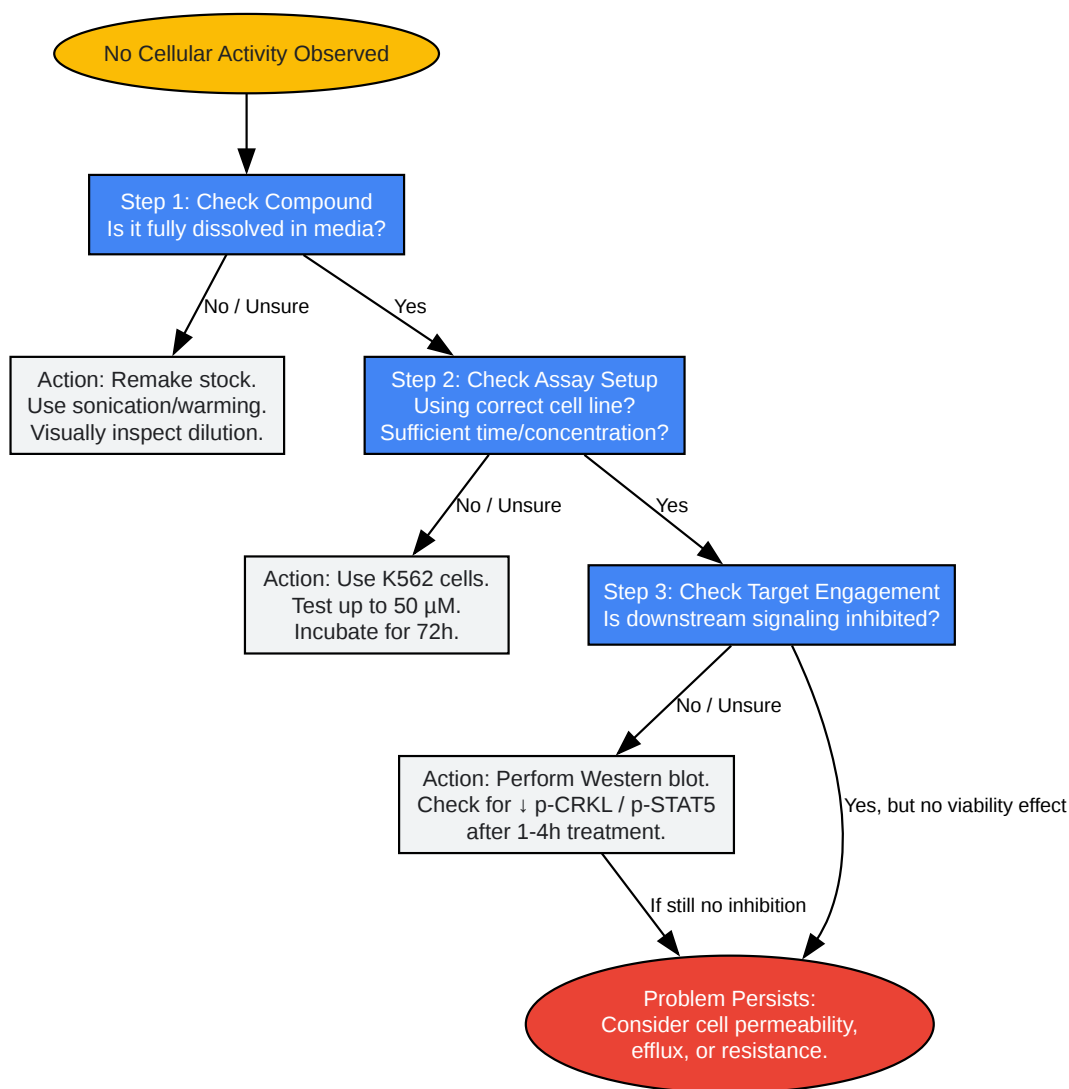 No Cellular Activity Observed
Step 1: Check Compound
Is it fully dissolved in media?
No / Unsure
Yes
Action: Remake stock.
Use sonication/warming.
Visually inspect dilution.
Step 2: Check Assay Setup
Using correct cell line?
Sufficient time/concentration?
No / Unsure
Yes
Action: Use K562 cells.
Test up to 50 µM.
Incubate for 72h.
Step 3: Check Target Engagement
Is downstream signaling inhibited?
No / Unsure
Action: Perform Western blot.
Check for ↓ p-CRKL / p-STAT5
after 1-4h treatment.
Yes, but no viability effect
If still no inhibition
Problem Persists:
Consider cell permeability,
efflux, or resistance.